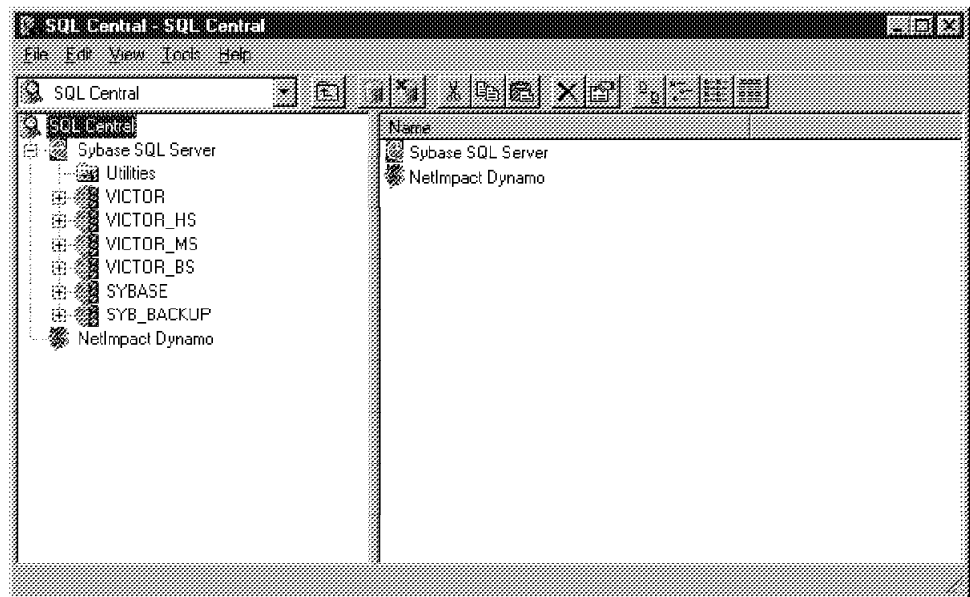 SQL Central - SQL Central
File Edit View Tools Help
SQL Central
SQL Central
Sybase SQL Server
Utilities
VICTOR
VICTOR_HS
VICTOR_MS
VICTOR_BS
SYBASE
SYB_BACKUP
NetImpact Dynamo
Name
Sybase SQL Server
NetImpact Dynamo